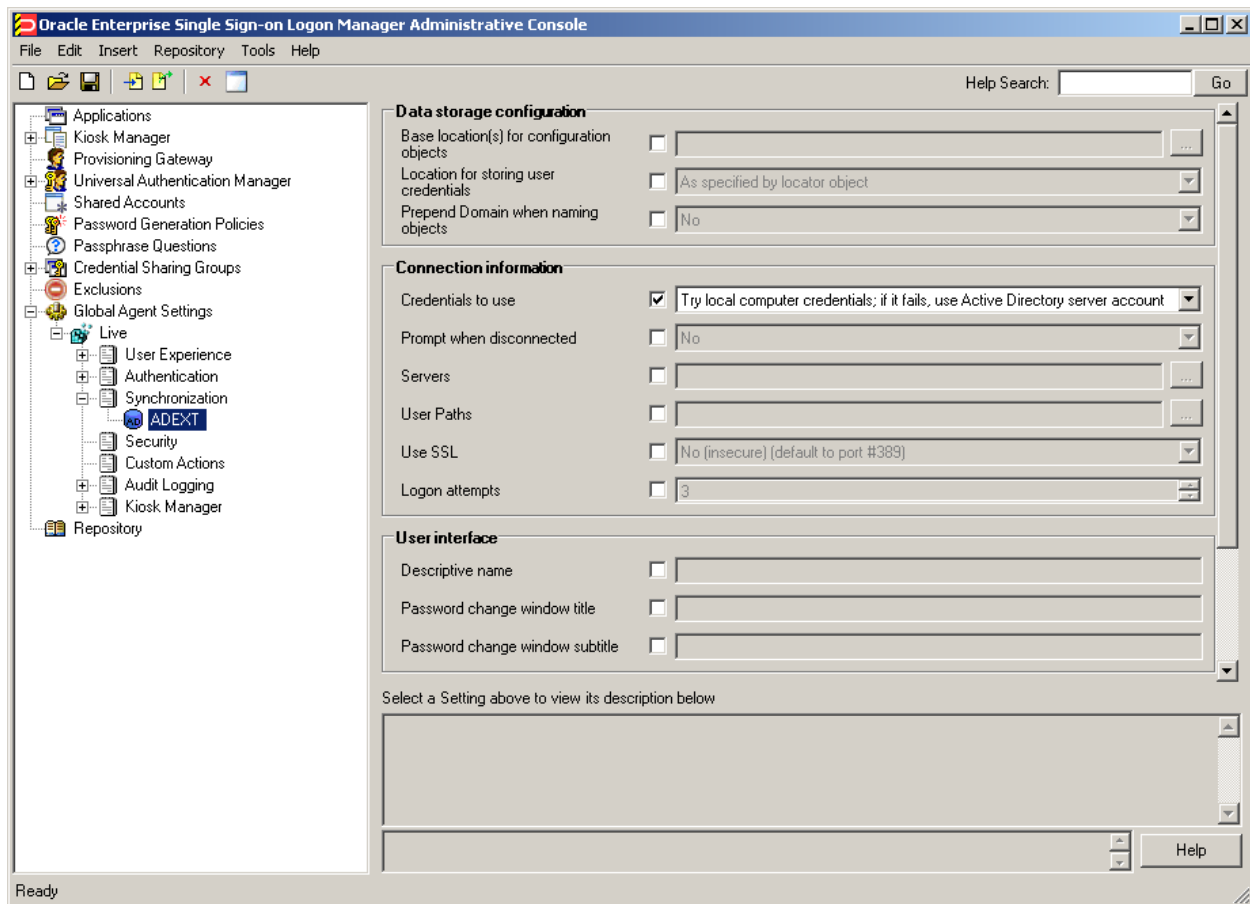 Oracle Enterprise Single Sign-on Logon Manager Administrative Console
File Edit Insert Repository Tools Help
Help Search:
Go
Applications
Kiosk Manager
Provisioning Gateway
Universal Authentication Manager
Shared Accounts
Password Generation Policies
Passphrase Questions
Credential Sharing Groups
Exclusions
Global Agent Settings
Live
User Experience
Authentication
Synchronization
AD ADEXT
Security
Custom Actions
Audit Logging
Kiosk Manager
Repository
Data storage configuration
Base location(s) for configuration
objects
...
Location for storing user
credentials
As specified by locator object
Prepend Domain when naming
objects
No
Connection information
Credentials to use
Try local computer credentials; if it fails, use Active Directory server account
Prompt when disconnected
No
Servers
...
User Paths
...
Use SSL
No (insecure) (default to port #389)
Logon attempts
3
User interface
Descriptive name
Password change window title
Password change window subtitle
Select a Setting above to view its description below
Help
Ready